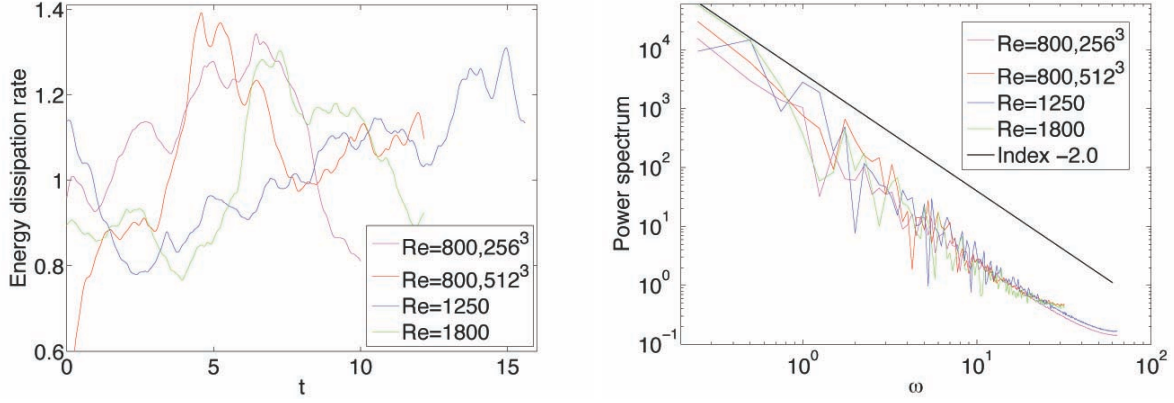 Energy dissipation rate
1.4
1.2
1
0.8
0.6
0
5
10
15
t
Re=800,256³
Re=800,512³
Re=1250
Re=1800
Power spectrum
10⁴
10³
10²
10¹
10⁰
10⁻¹
10⁰
10¹
10²
ω
Re=800,256³
Re=800,512³
Re=1250
Re=1800
Index −2.0